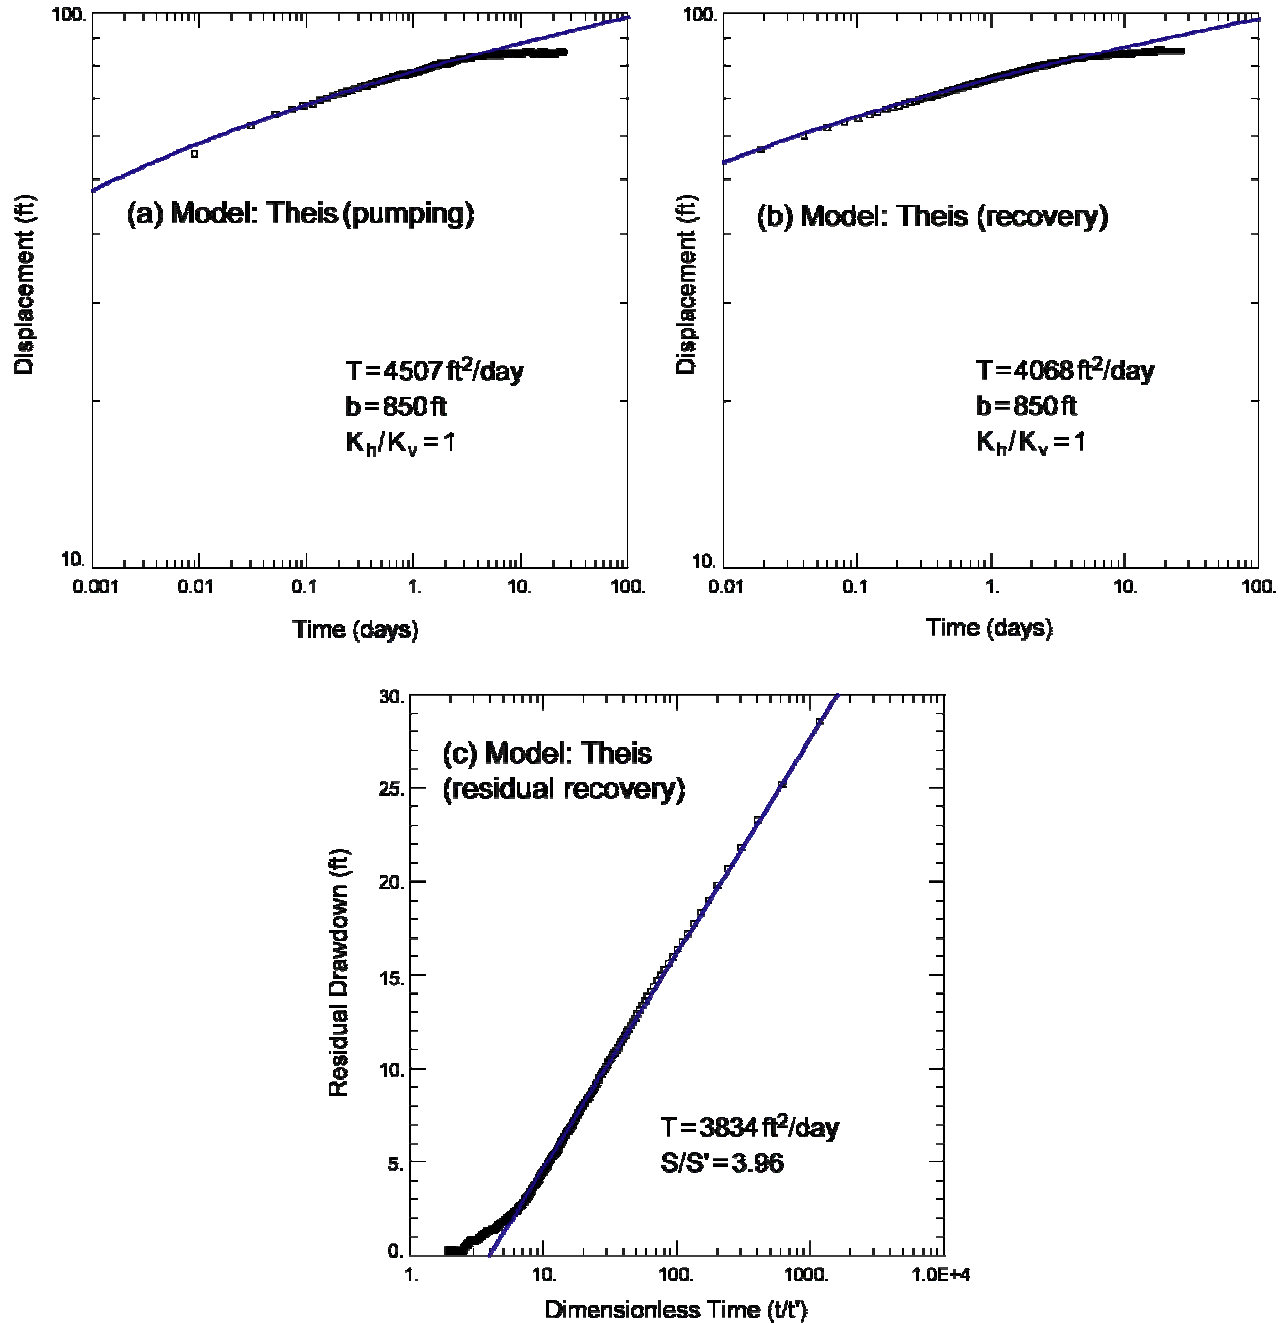 100.
Displacement (ft)
(a) Model: Theis (pumping)
T=4507 ft²/day
b=850 ft
Kh/Kv=1
10.
0.001 0.01 0.1 1. 10. 100.
Time (days)
100.
Displacement (ft)
(b) Model: Theis (recovery)
T=4068 ft²/day
b=850 ft
Kh/Kv=1
10.
0.01 0.1 1. 10. 100.
Time (days)
30.
(c) Model: Theis
(residual recovery)
25.
20.
Residual Drawdown (ft)
15.
10.
T=3834 ft²/day
S/S'=3.96
5.
0.
1. 10. 100. 1000. 1.0E+4
Dimensionless Time (t/t')